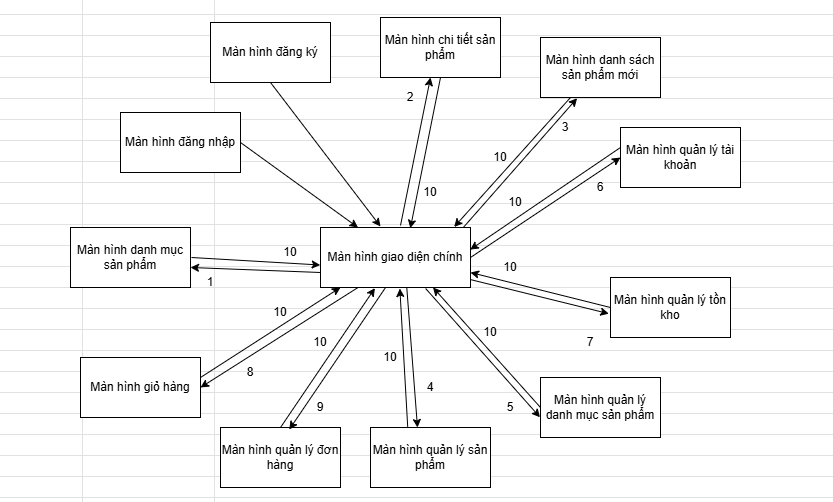 Màn hình đăng ký
Màn hình chi tiết sản
phẩm
Màn hình danh sách
sản phẩm mới
2
3
Màn hình đăng nhập
Màn hình quản lý tài
khoản
10
10
10
6
Màn hình danh mục
sản phẩm
10
Màn hình giao diện chính
10
1
Màn hình quản lý tồn
kho
10
10
10
7
10
8
4
Màn hình giỏ hàng
9
5
Màn hình quản lý
danh mục sản phẩm
Màn hình quản lý đơn
hàng
Màn hình quản lý sản
phẩm